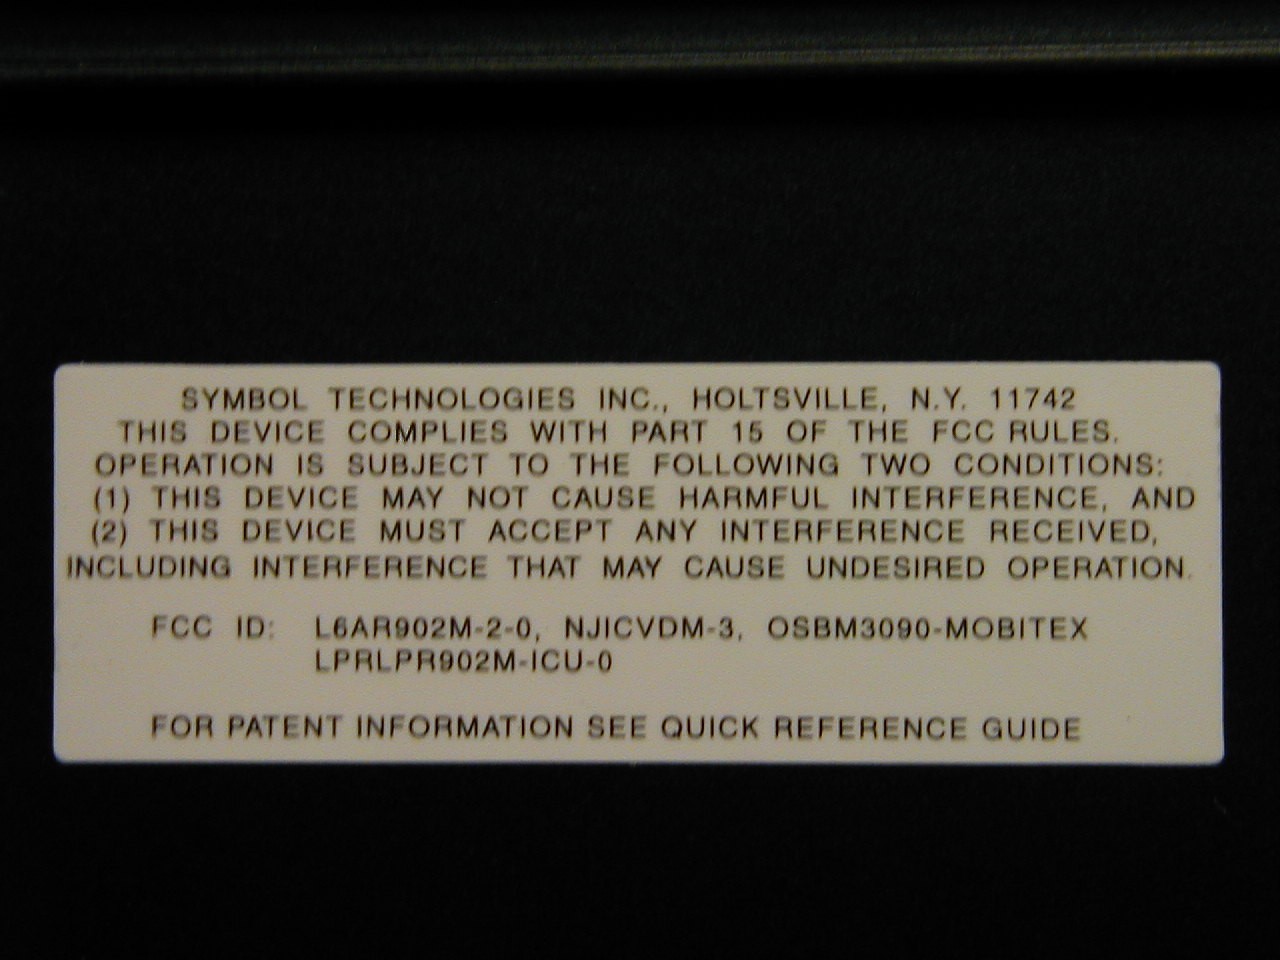 SYMBOL TECHNOLOGIES INC., HOLTSVILLE, N.Y. 11742
THIS DEVICE COMPLIES WITH PART 15 OF THE FCC RULES.
OPERATION IS SUBJECT TO THE FOLLOWING TWO CONDITIONS:
(1) THIS DEVICE MAY NOT CAUSE HARMFUL INTERFERENCE, AND
(2) THIS DEVICE MUST ACCEPT ANY INTERFERENCE RECEIVED,
INCLUDING INTERFERENCE THAT MAY CAUSE UNDESIRED OPERATION.
FCC ID: L6AR902M-2-0, NJICVDM-3, OSBM3090-MOBITEX
LPRLPR902M-ICU-0
FOR PATENT INFORMATION SEE QUICK REFERENCE GUIDE